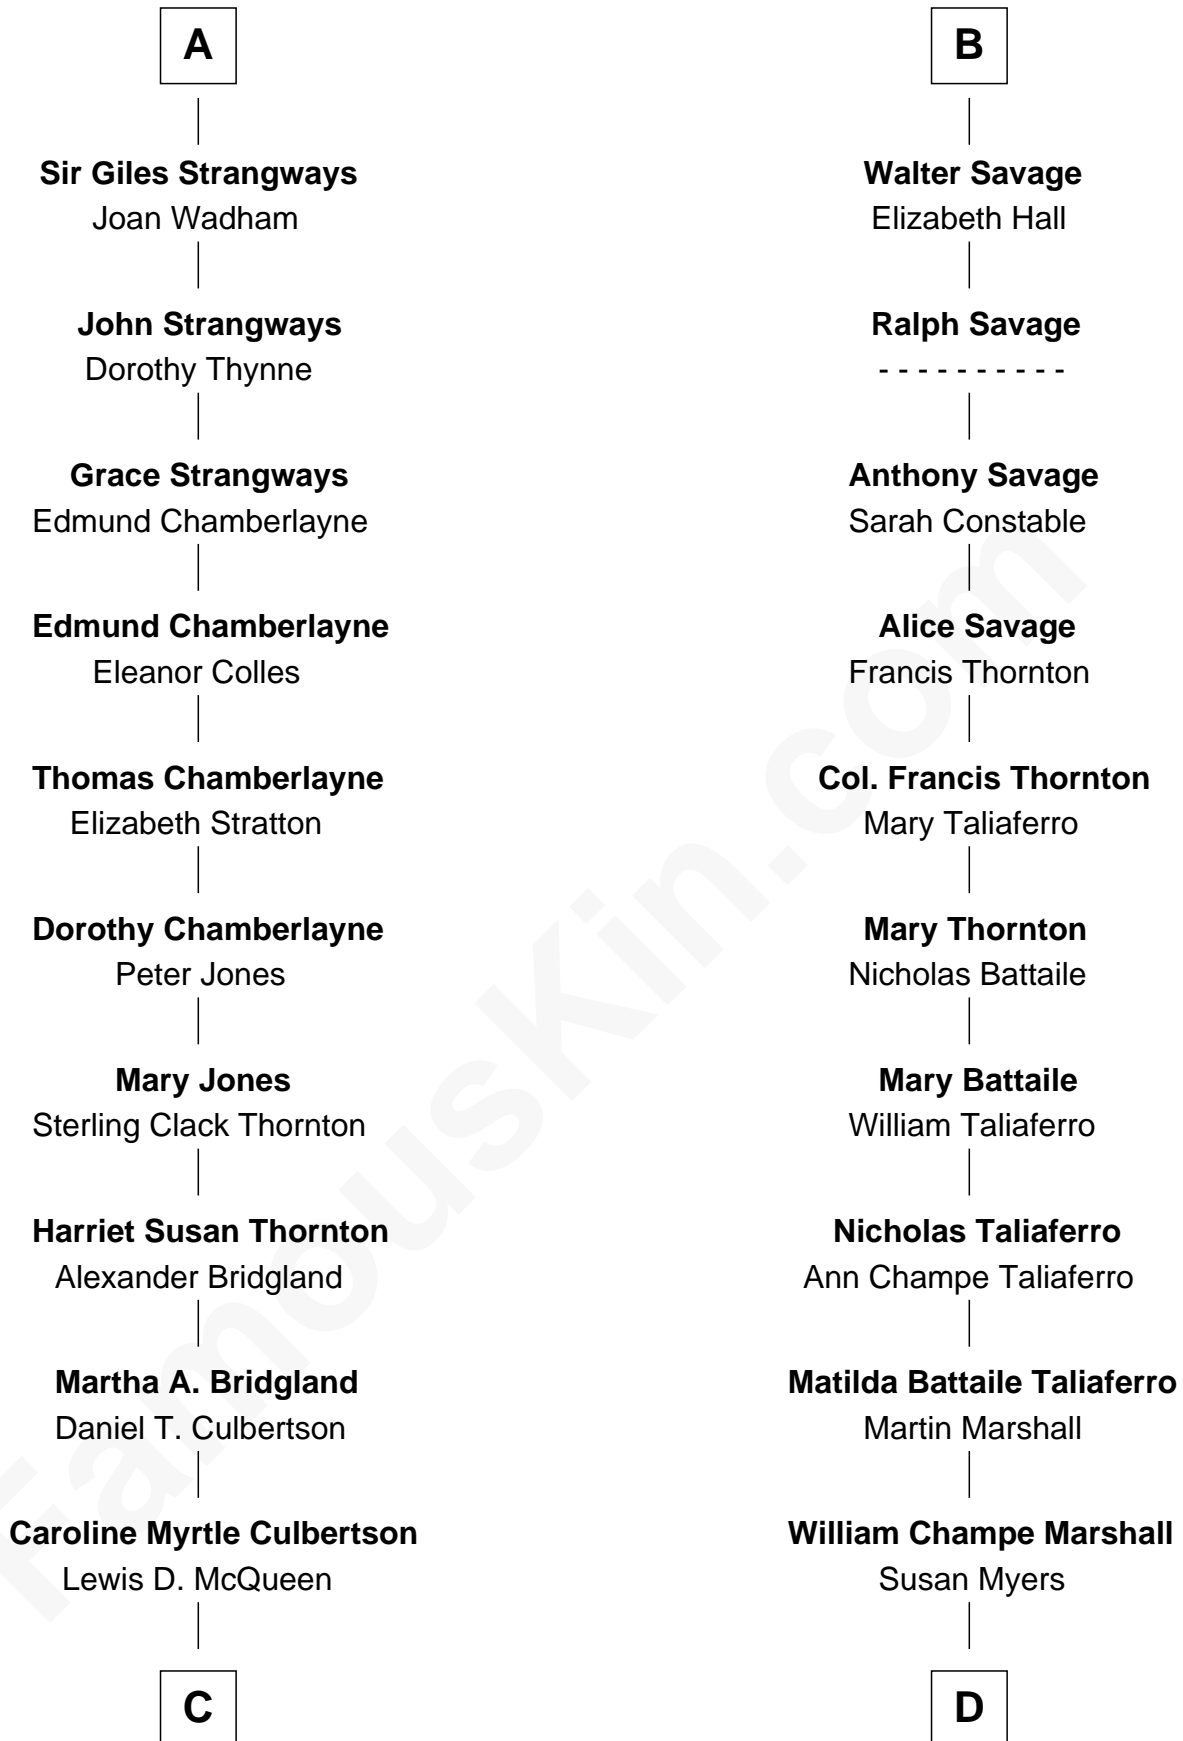 A
Sir Giles Strangways
Joan Wadham
John Strangways
Dorothy Thynne
Grace Strangways
Edmund Chamberlayne
Edmund Chamberlayne
Eleanor Colles
Thomas Chamberlayne
Elizabeth Stratton
Dorothy Chamberlayne
Peter Jones
Mary Jones
Sterling Clack Thornton
Harriet Susan Thornton
Alexander Bridgland
Martha A. Bridgland
Daniel T. Culbertson
Caroline Myrtle Culbertson
Lewis D. McQueen
C
B
Walter Savage
Elizabeth Hall
Ralph Savage
- - - - - - - - - -
Anthony Savage
Sarah Constable
Alice Savage
Francis Thornton
Col. Francis Thornton
Mary Taliaferro
Mary Thornton
Nicholas Battaile
Mary Battaile
William Taliaferro
Nicholas Taliaferro
Ann Champe Taliaferro
Matilda Battaile Taliaferro
Martin Marshall
William Champe Marshall
Susan Myers
D
FamousKin.com